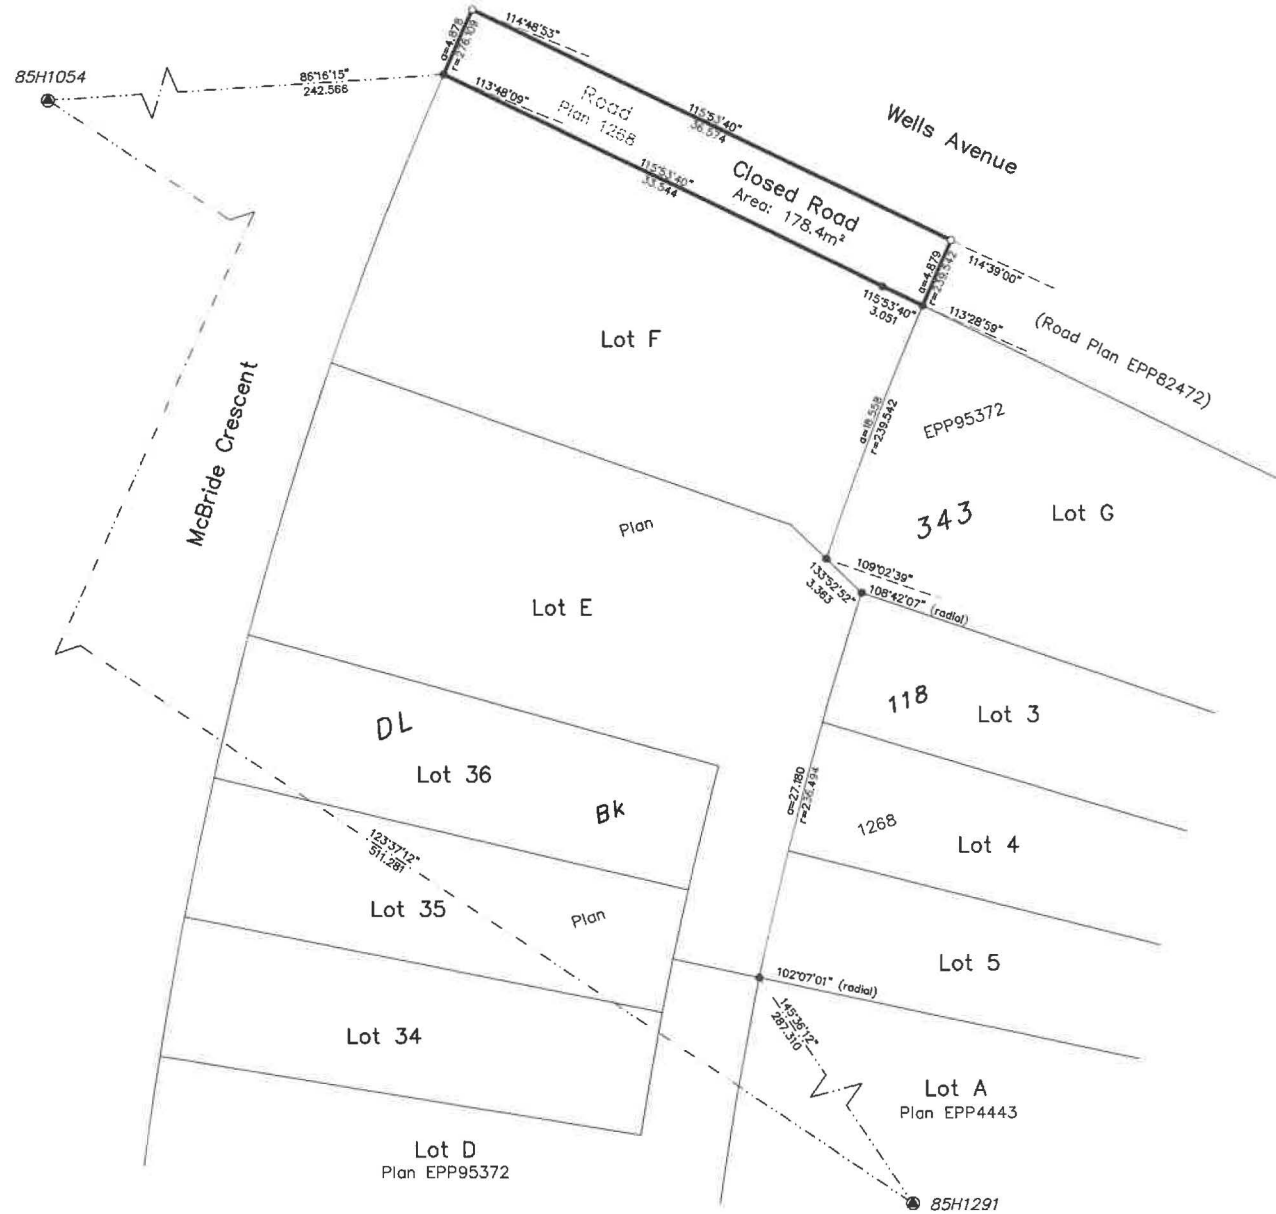 114°48'53"
a=4.878
r=276.109
85H1054
86°16'15"
242.566
113°48'09"
Road
Plan 1268
115°53'40"
36.574
Wells Avenue
115°53'40"
33.544
Closed Road
Area: 178.4m²
a=4.879
r=239.542
114°39'00"
115°53'40"
3.051
113°28'59"
(Road Plan EPP82472)
Lot F
McBride Crescent
a=18.558
r=239.542
EPP95372
343
Lot G
Plan
109°02'39"
133°52'52"
3.383
108°42'07" (radial)
Lot E
118
Lot 3
DL
Lot 36
Bk
a=27.180
r=236.494
1268
Lot 4
123°37'12"
511.281
Lot 35
Plan
Lot 5
102°07'01" (radial)
145°36'12"
287.310
Lot 34
Lot A
Plan EPP4443
Lot D
Plan EPP95372
85H1291